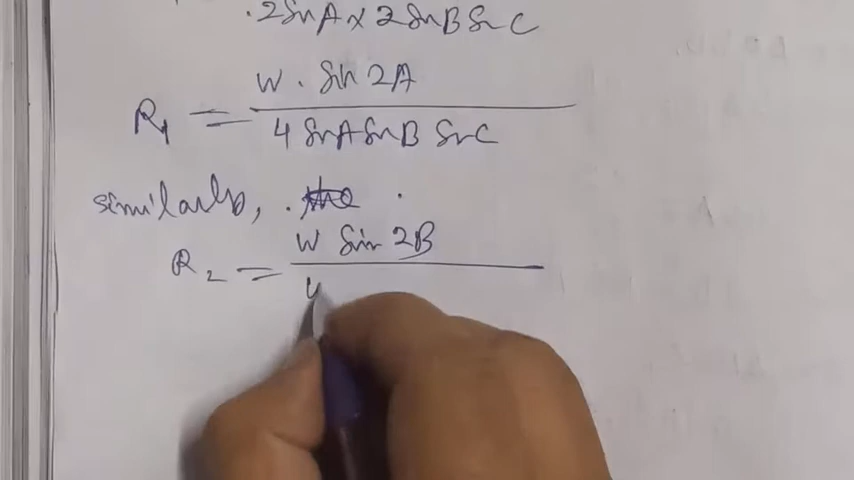 . 2 Sin A x 2 Sin B Sin C
W . Sin 2A
R₁ =
4 Sin A Sin B Sin C
similarly, .
W Sin 2B
R₂ =
4